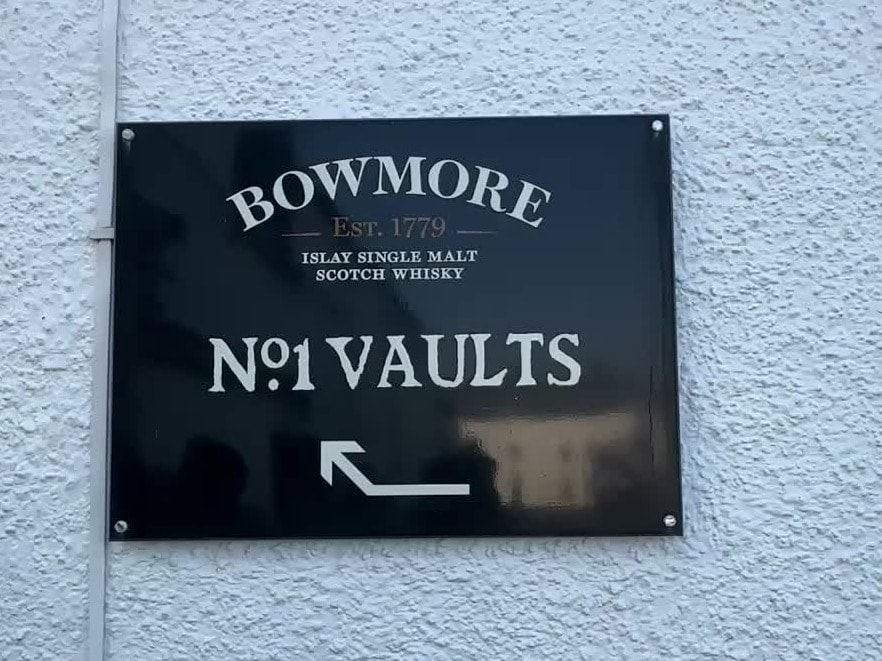 BOWMORE
EST. 1779
ISLAY SINGLE MALT
SCOTCH WHISKY
Nº1 VAULTS